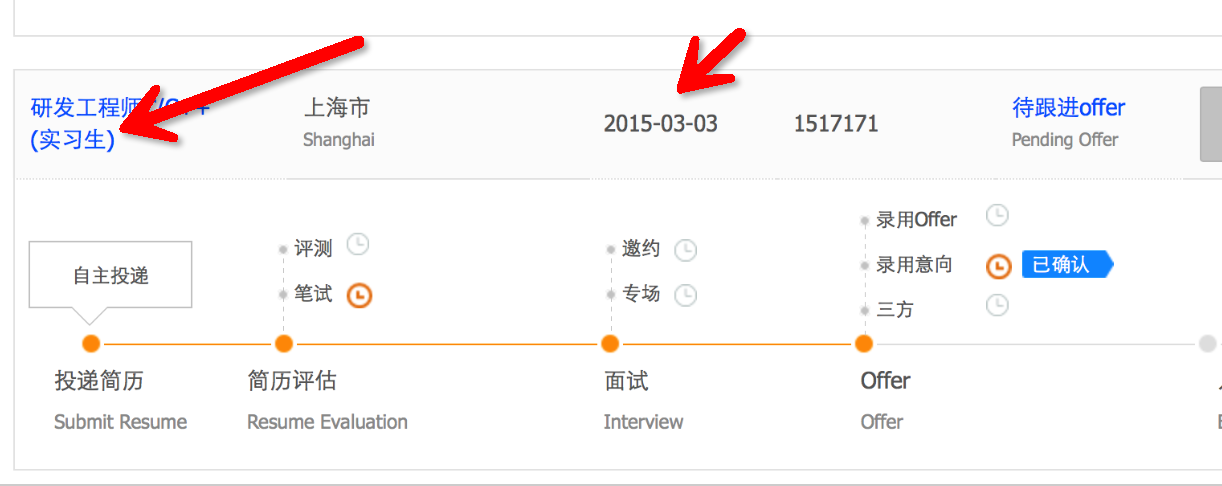 研发工程师
(实习生)
上海市
Shanghai
2015-03-03
1517171
待跟进offer
Pending Offer
自主投递
评测
笔试
邀约
专场
录用Offer
录用意向
已确认
三方
投递简历
Submit Resume
简历评估
Resume Evaluation
面试
Interview
Offer
Offer